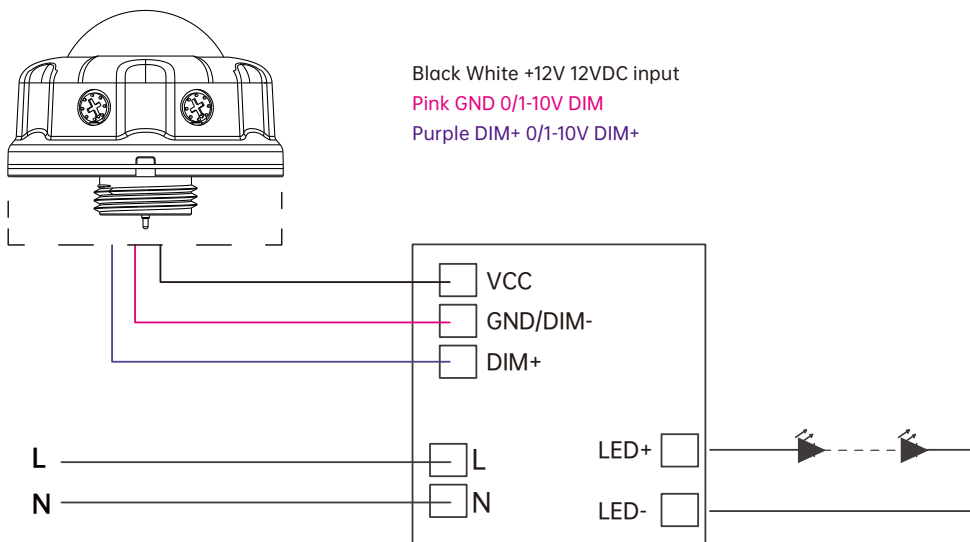 Black White +12V 12VDC input
Pink GND 0/1-10V DIM
Purple DIM+ 0/1-10V DIM+
VCC
GND/DIM-
DIM+
L
L
N
N
LED+
LED-